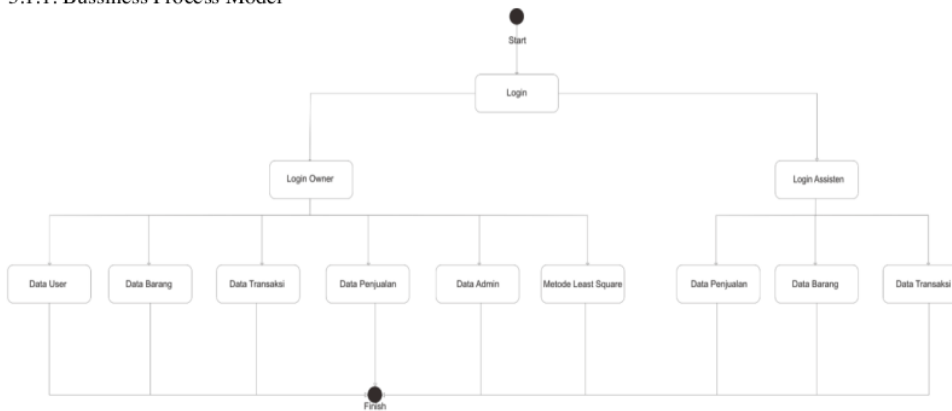 3.1.1. Bussiness Process Model
Start
Login
Login Owner
Login Assisten
Data User
Data Barang
Data Transaksi
Data Penjualan
Data Admin
Metode Least Square
Data Penjualan
Data Barang
Data Transaksi
Finish